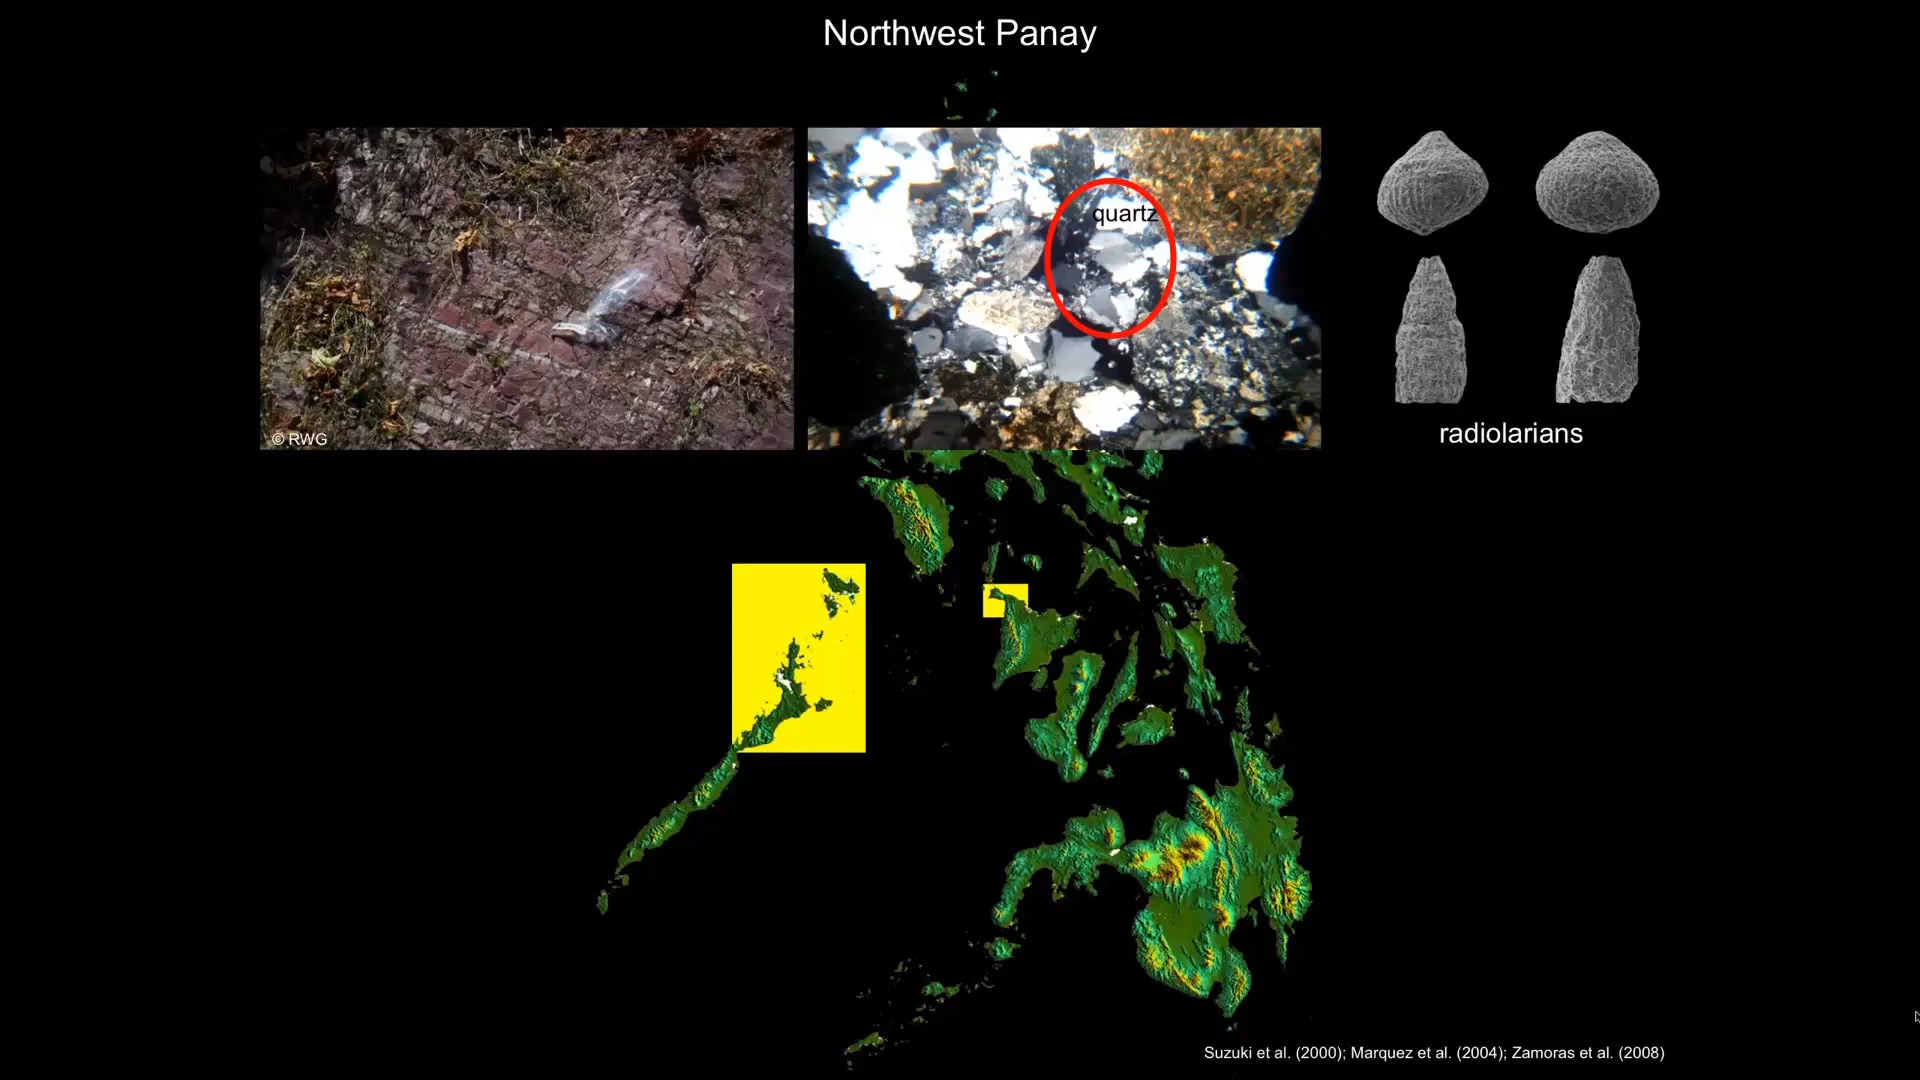 Northwest Panay
quartz
© RWG
radiolarians
Suzuki et al. (2000); Marquez et al. (2004); Zamoras et al. (2008)